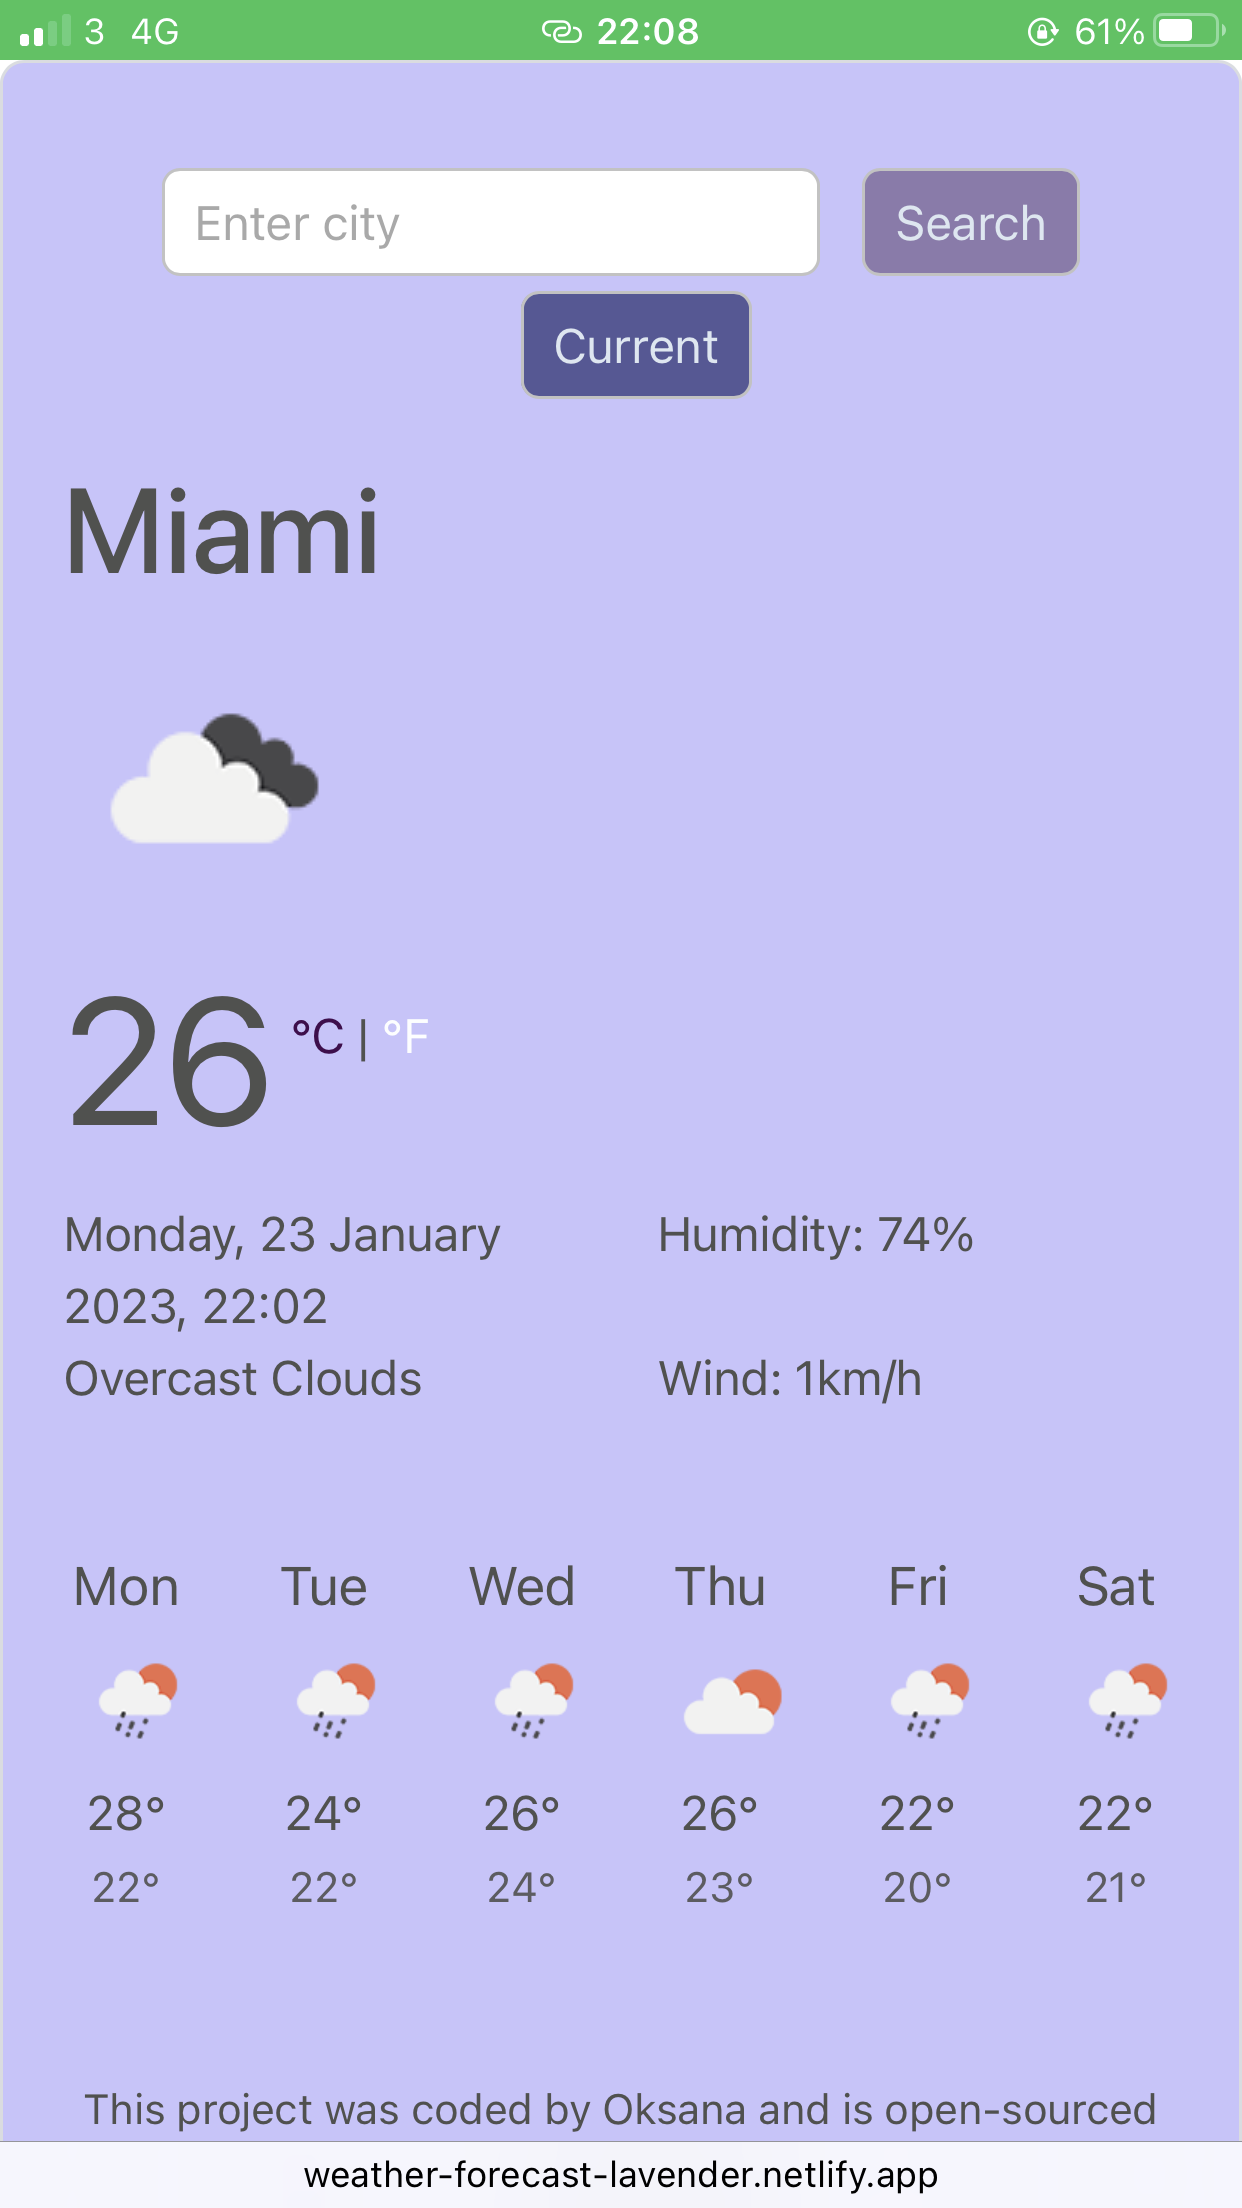 3 4G 22:08 61%
Enter city Search
Current
Miami
26 °C | °F
Monday, 23 January Humidity: 74%
2023, 22:02
Overcast Clouds Wind: 1km/h
Mon Tue Wed Thu Fri Sat
28° 24° 26° 26° 22° 22°
22° 22° 24° 23° 20° 21°
This project was coded by Oksana and is open-sourced
weather-forecast-lavender.netlify.app